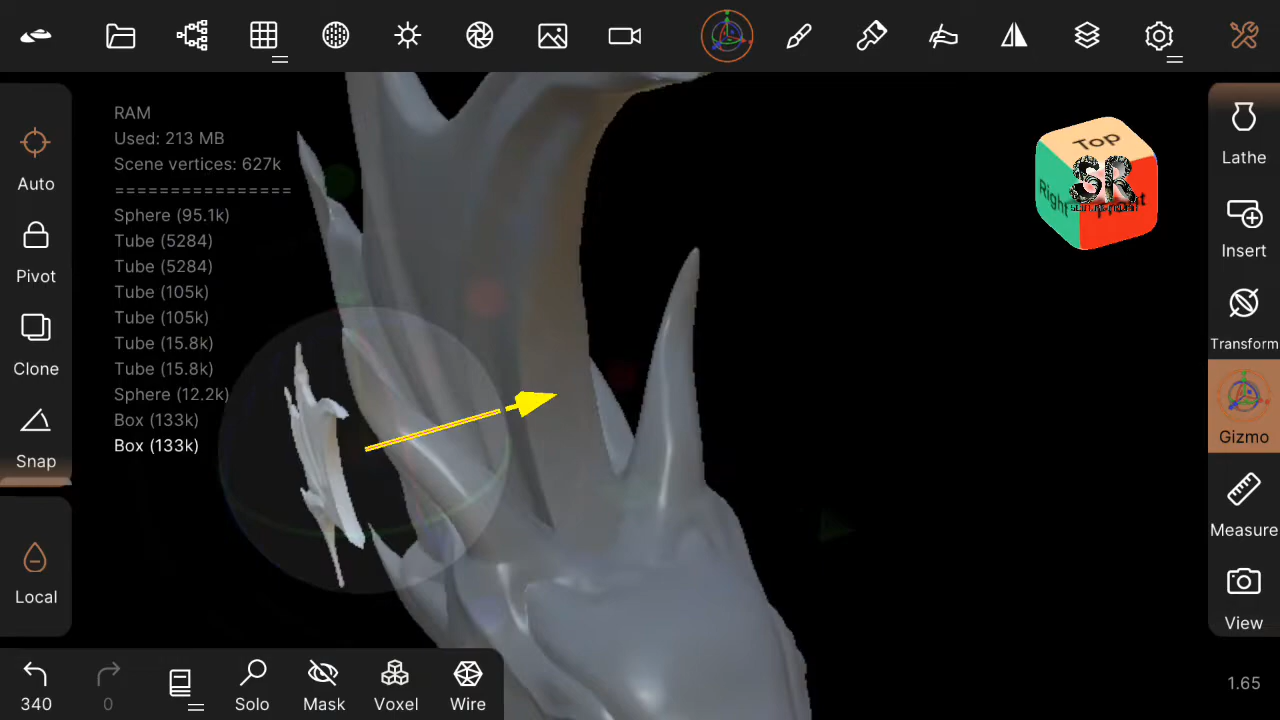 RAM
Used: 213 MB
Scene vertices: 627k
================
Sphere (95.1k)
Tube (5284)
Tube (5284)
Tube (105k)
Tube (105k)
Tube (15.8k)
Tube (15.8k)
Sphere (12.2k)
Box (133k)
Box (133k)
Auto
Pivot
Clone
Snap
Local
Top
Right
SR
Lathe
Insert
Transform
Gizmo
Measure
View
1.65
340
0
Solo
Mask
Voxel
Wire